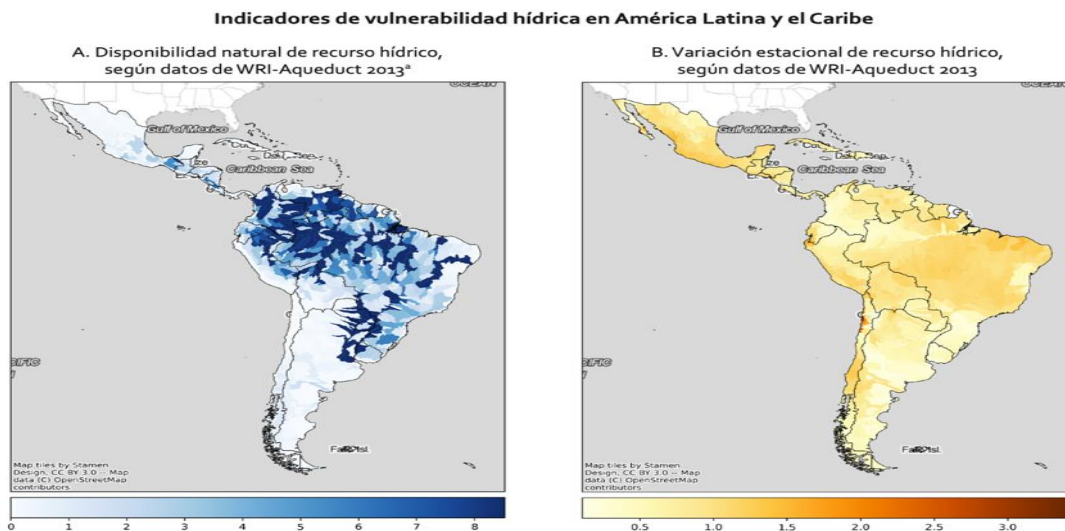 Indicadores de vulnerabilidad hídrica en América Latina y el Caribe
A. Disponibilidad natural de recurso hídrico,
según datos de WRI-Aqueduct 2013ª
OCEAN
Gulf of Mexico
Caribbean Sea
CIFIC
Map tiles by Stamen
Design, CC BY 3.0 -- Map
data (C) OpenStreetMap
contributors
0 1 2 3 4 5 6 7 8
B. Variación estacional de recurso hídrico,
según datos de WRI-Aqueduct 2013
OCEAN
Gulf of Mexico
Caribbean Sea
CIFIC
Map tiles by Stamen
Design, CC BY 3.0 -- Map
data (C) OpenStreetMap
contributors
0.5 1.0 1.5 2.0 2.5 3.0